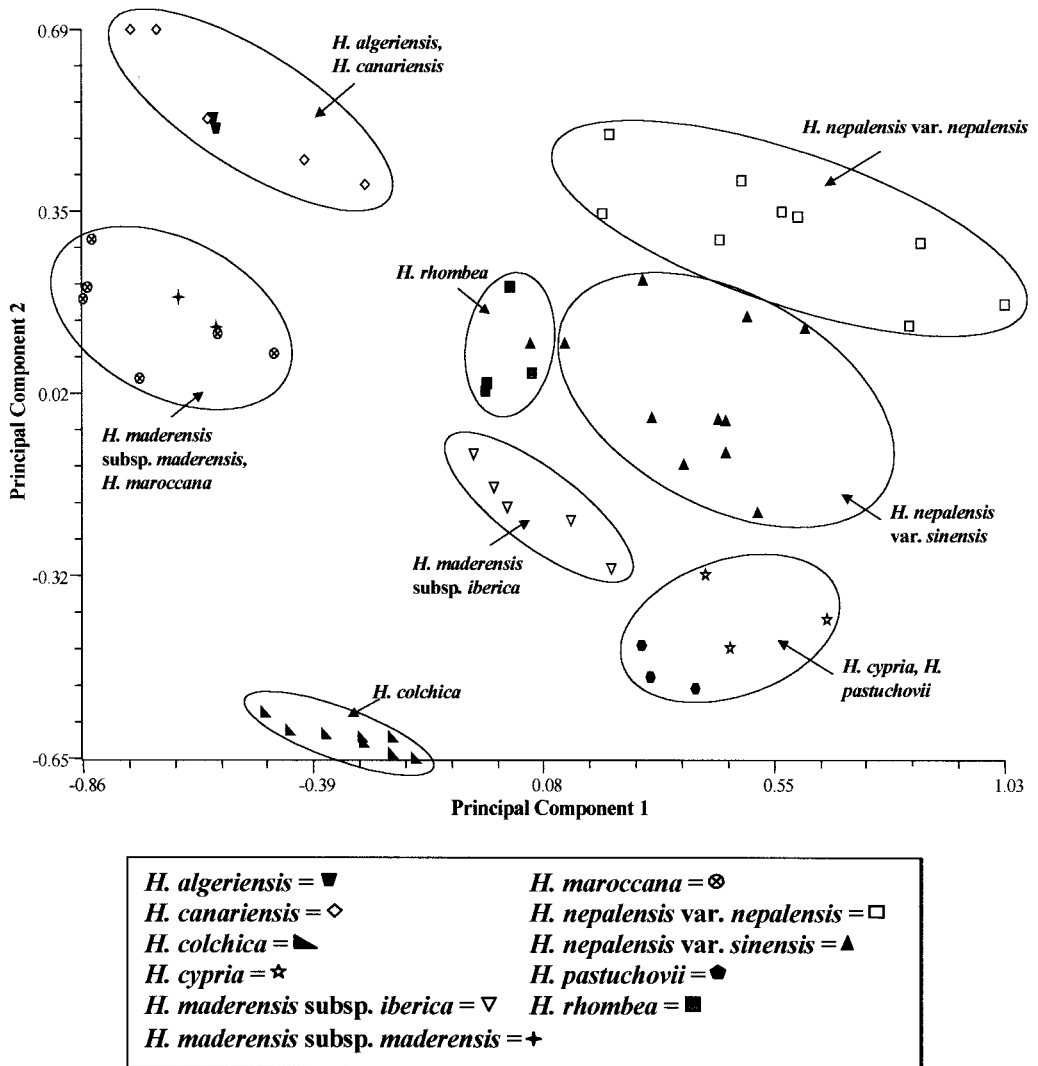 0.69
0.35
0.02
-0.32
-0.65
Principal Component 2
-0.86
-0.39
0.08
0.55
1.03
Principal Component 1
H. algeriensis,
H. canariensis
H. nepalensis var. nepalensis
H. rhombea
H. maderensis
subsp. maderensis,
H. maroccana
H. nepalensis
var. sinensis
H. maderensis
subsp. iberica
H. cypria, H.
pastuchovii
H. colchica
H. algeriensis =
H. canariensis =
H. colchica =
H. cypria =
H. maderensis subsp. iberica =
H. maderensis subsp. maderensis =
H. maroccana =
H. nepalensis var. nepalensis =
H. nepalensis var. sinensis =
H. pastuchovii =
H. rhombea =